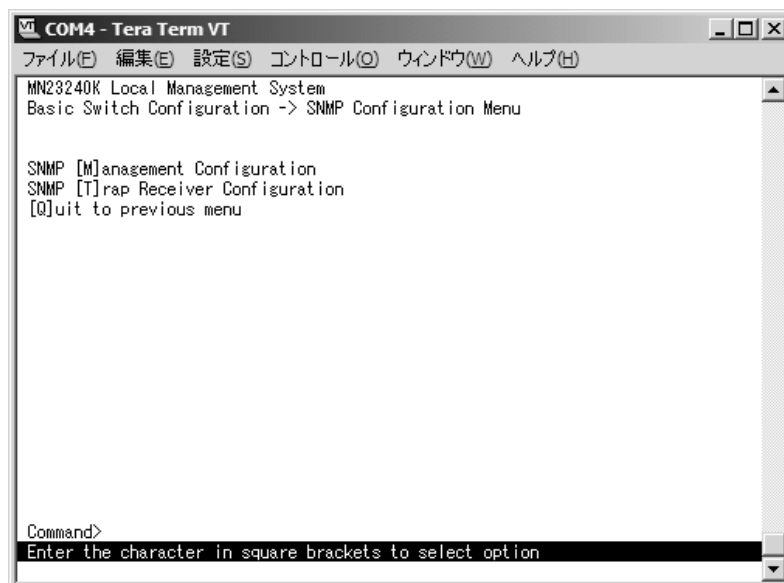 COM4 - Tera Term VT
ファイル(F) 編集(E) 設定(S) コントロール(O) ウィンドウ(W) ヘルプ(H)
MN23240K Local Management System
Basic Switch Configuration -> SNMP Configuration Menu
SNMP [M]anagement Configuration
SNMP [T]rap Receiver Configuration
[Q]uit to previous menu
Command>
Enter the character in square brackets to select option